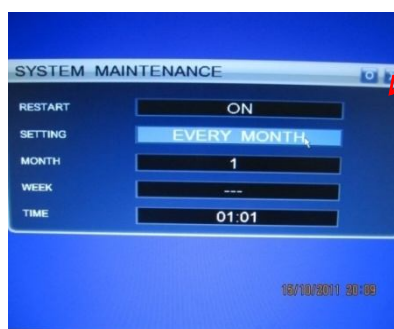 SYSTEM MAINTENANCE
RESTART ON
SETTING EVERY MONTH
MONTH 1
WEEK ---
TIME 01:01
15/10/2011 20:09